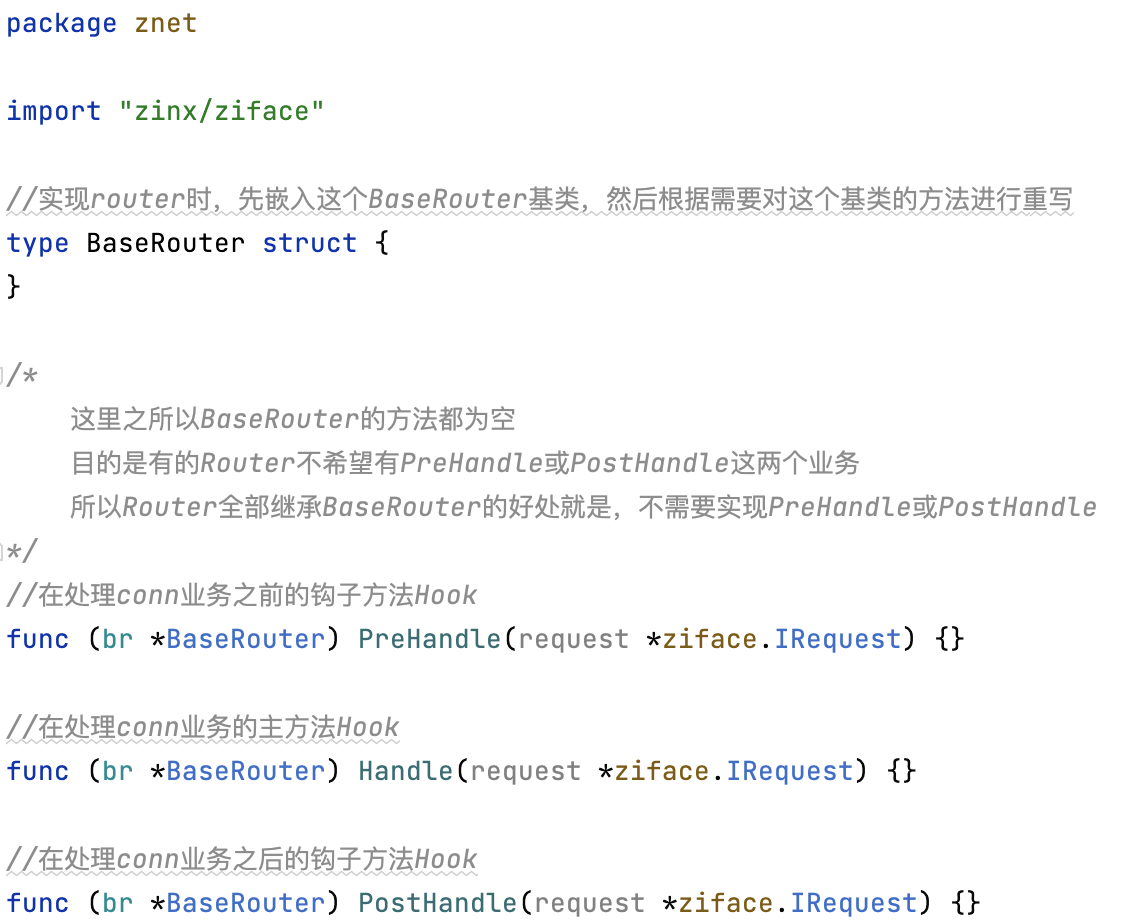 package znet
import "zinx/ziface"
//实现router时，先嵌入这个BaseRouter基类，然后根据需要对这个基类的方法进行重写
type BaseRouter struct {
}
/*
这里之所以BaseRouter的方法都为空
目的是有的Router不希望有PreHandle或PostHandle这两个业务
所以Router全部继承BaseRouter的好处就是，不需要实现PreHandle或PostHandle
*/
//在处理conn业务之前的钩子方法Hook
func (br *BaseRouter) PreHandle(request *ziface.IRequest) {}
//在处理conn业务的主方法Hook
func (br *BaseRouter) Handle(request *ziface.IRequest) {}
//在处理conn业务之后的钩子方法Hook
func (br *BaseRouter) PostHandle(request *ziface.IRequest) {}